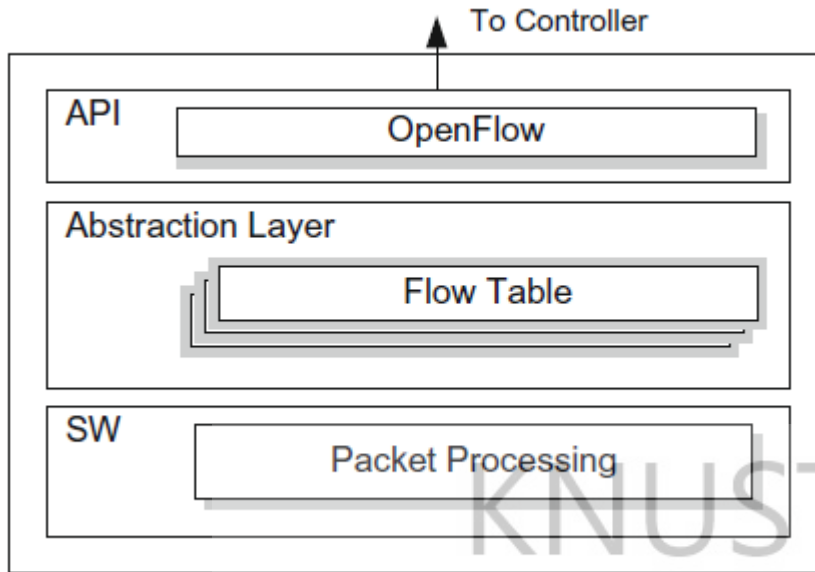 To Controller
API
OpenFlow
Abstraction Layer
Flow Table
SW
Packet Processing
KNUST